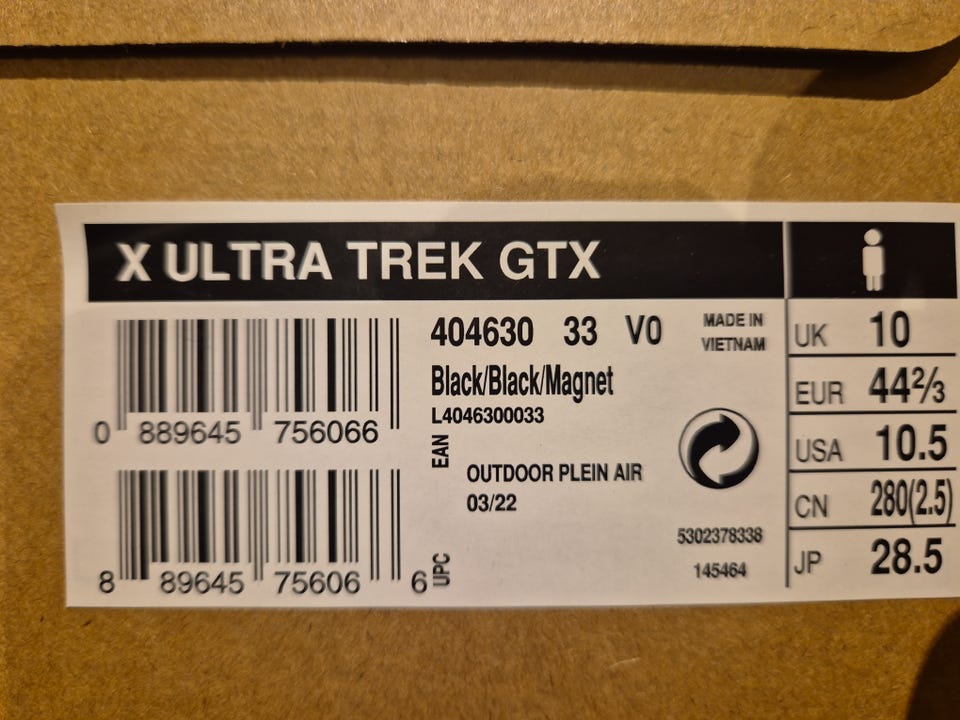 X ULTRA TREK GTX
404630 33 V0
MADE IN
VIETNAM
Black/Black/Magnet
L4046300033
0 889645 756066
EAN
OUTDOOR PLEIN AIR
03/22
8 89645 75606 6
UPC
5302378338
145464
UK 10
EUR 44⅔
USA 10.5
CN 280(2.5)
JP 28.5